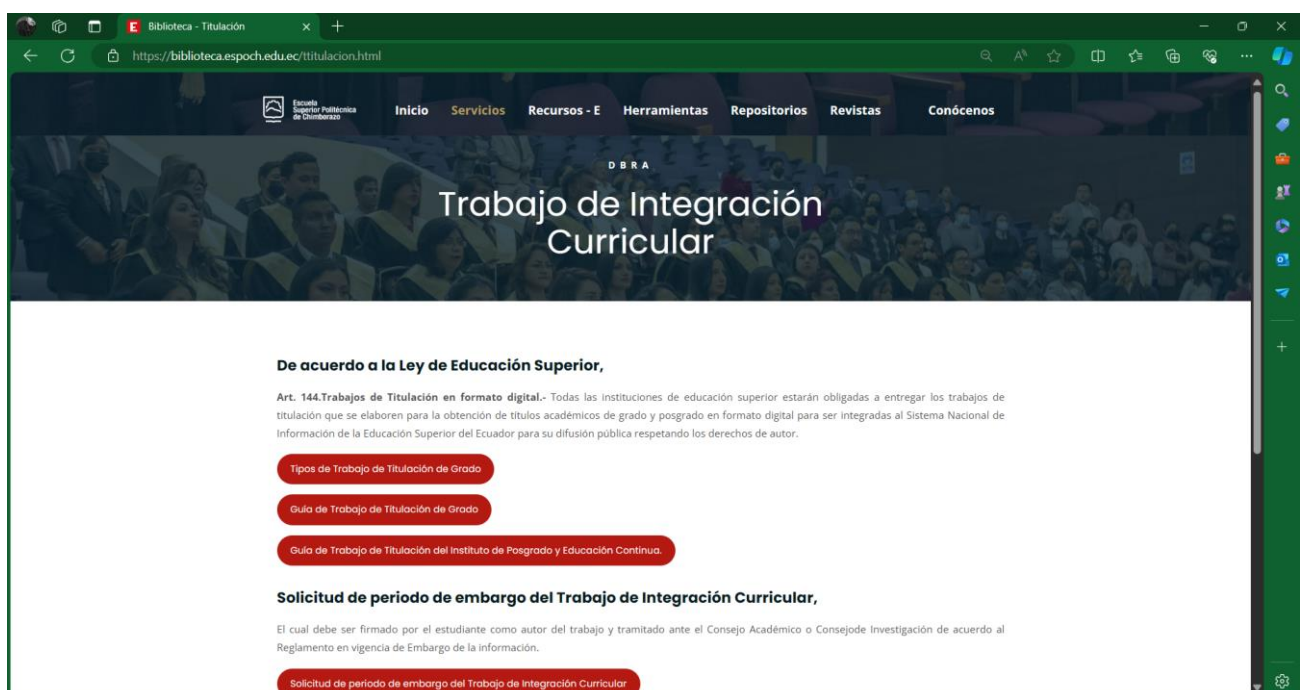 E Biblioteca - Titulación
https://biblioteca.espoch.edu.ec/ttitulacion.html
Escuela
Superior Politécnica
de Chimborazo
Inicio Servicios Recursos - E Herramientas Repositorios Revistas Conócenos
DBRA
Trabajo de Integración
Curricular
De acuerdo a la Ley de Educación Superior,
Art. 144.Trabajos de Titulación en formato digital.- Todas las instituciones de educación superior estarán obligadas a entregar los trabajos de
titulación que se elaboren para la obtención de títulos académicos de grado y posgrado en formato digital para ser integradas al Sistema Nacional de
Información de la Educación Superior del Ecuador para su difusión pública respetando los derechos de autor.
Tipos de Trabajo de Titulación de Grado
Guía de Trabajo de Titulación de Grado
Guía de Trabajo de Titulación del Instituto de Posgrado y Educación Continua.
Solicitud de periodo de embargo del Trabajo de Integración Curricular,
El cual debe ser firmado por el estudiante como autor del trabajo y tramitado ante el Consejo Académico o Consejode Investigación de acuerdo al
Reglamento en vigencia de Embargo de la información.
Solicitud de periodo de embargo del Trabajo de Integración Curricular